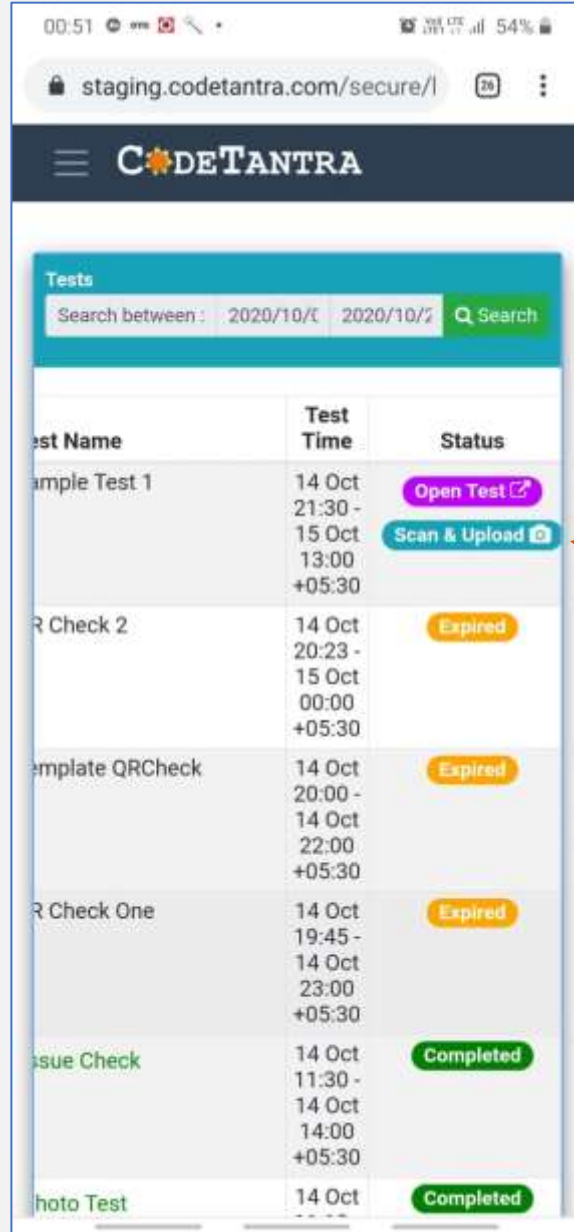 00:51 54%
staging.codetantra.com/secure/l 26
CODETANTRA
Tests
Search between : 2020/10/0 2020/10/2 Search
est Name Test Time Status
ample Test 1 14 Oct 21:30 - 15 Oct 13:00 +05:30 Open Test Scan & Upload
R Check 2 14 Oct 20:23 - 15 Oct 00:00 +05:30 Expired
emplate QRCheck 14 Oct 20:00 - 14 Oct 22:00 +05:30 Expired
R Check One 14 Oct 19:45 - 14 Oct 23:00 +05:30 Expired
ssue Check 14 Oct 11:30 - 14 Oct 14:00 +05:30 Completed
hoto Test 14 Oct Completed